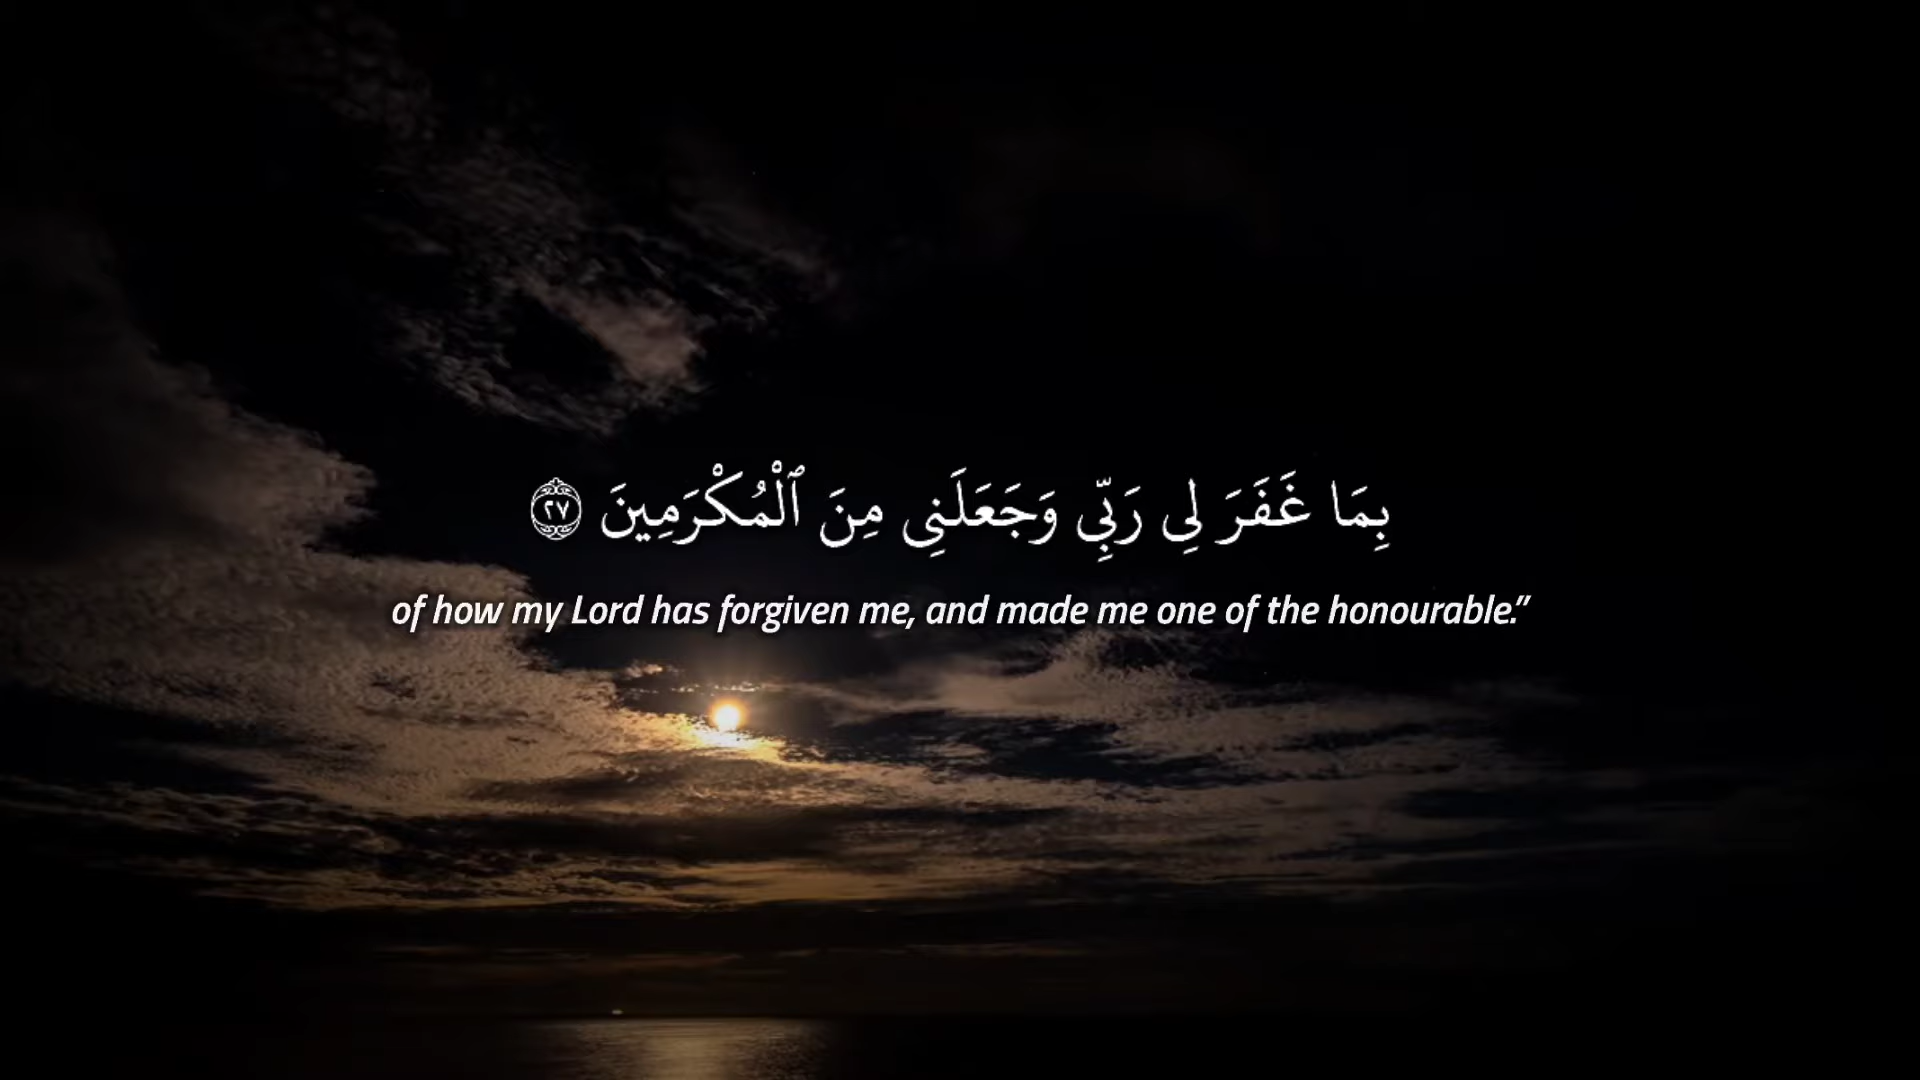 بِمَا غَفَرَ لِي رَبِّي وَجَعَلَنِي مِنَ ٱلْمُكْرَمِينَ ٢٧
of how my Lord has forgiven me, and made me one of the honourable.”